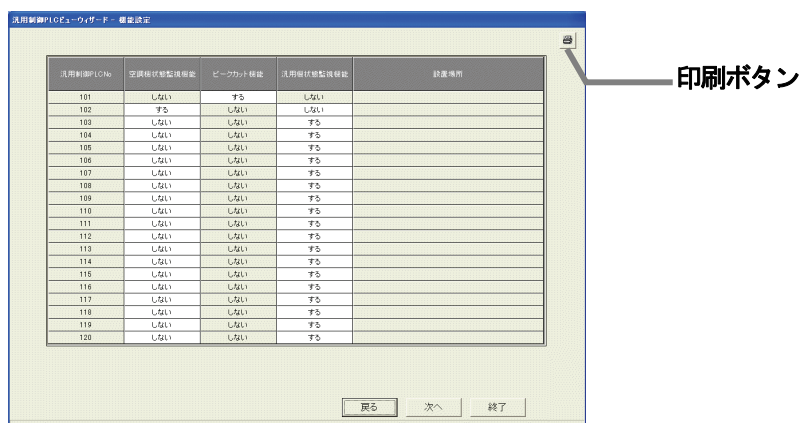 汎用制御PLCビューウィザード - 機能設定
汎用制御PLCNo 空調機状態監視機能 ピークカット機能 汎用機状態監視機能 設置場所
印刷ボタン
101 しない する しない
102 する しない しない
103 しない しない する
104 しない しない する
105 しない しない する
106 しない しない する
107 しない しない する
108 しない しない する
109 しない しない する
110 しない しない する
111 しない しない する
112 しない しない する
113 しない しない する
114 しない しない する
115 しない しない する
116 しない しない する
117 しない しない する
118 しない しない する
119 しない しない する
120 しない しない する
戻る 次へ 終了